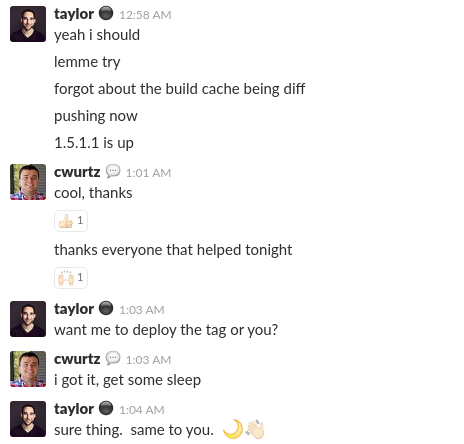 taylor 12:58 AM
yeah i should
lemme try
forgot about the build cache being diff
pushing now
1.5.1.1 is up
cwurtz 1:01 AM
cool, thanks
👍🏻 1
thanks everyone that helped tonight
🙌🏻 1
taylor 1:03 AM
want me to deploy the tag or you?
cwurtz 1:03 AM
i got it, get some sleep
taylor 1:04 AM
sure thing.  same to you. 🌙👋🏻